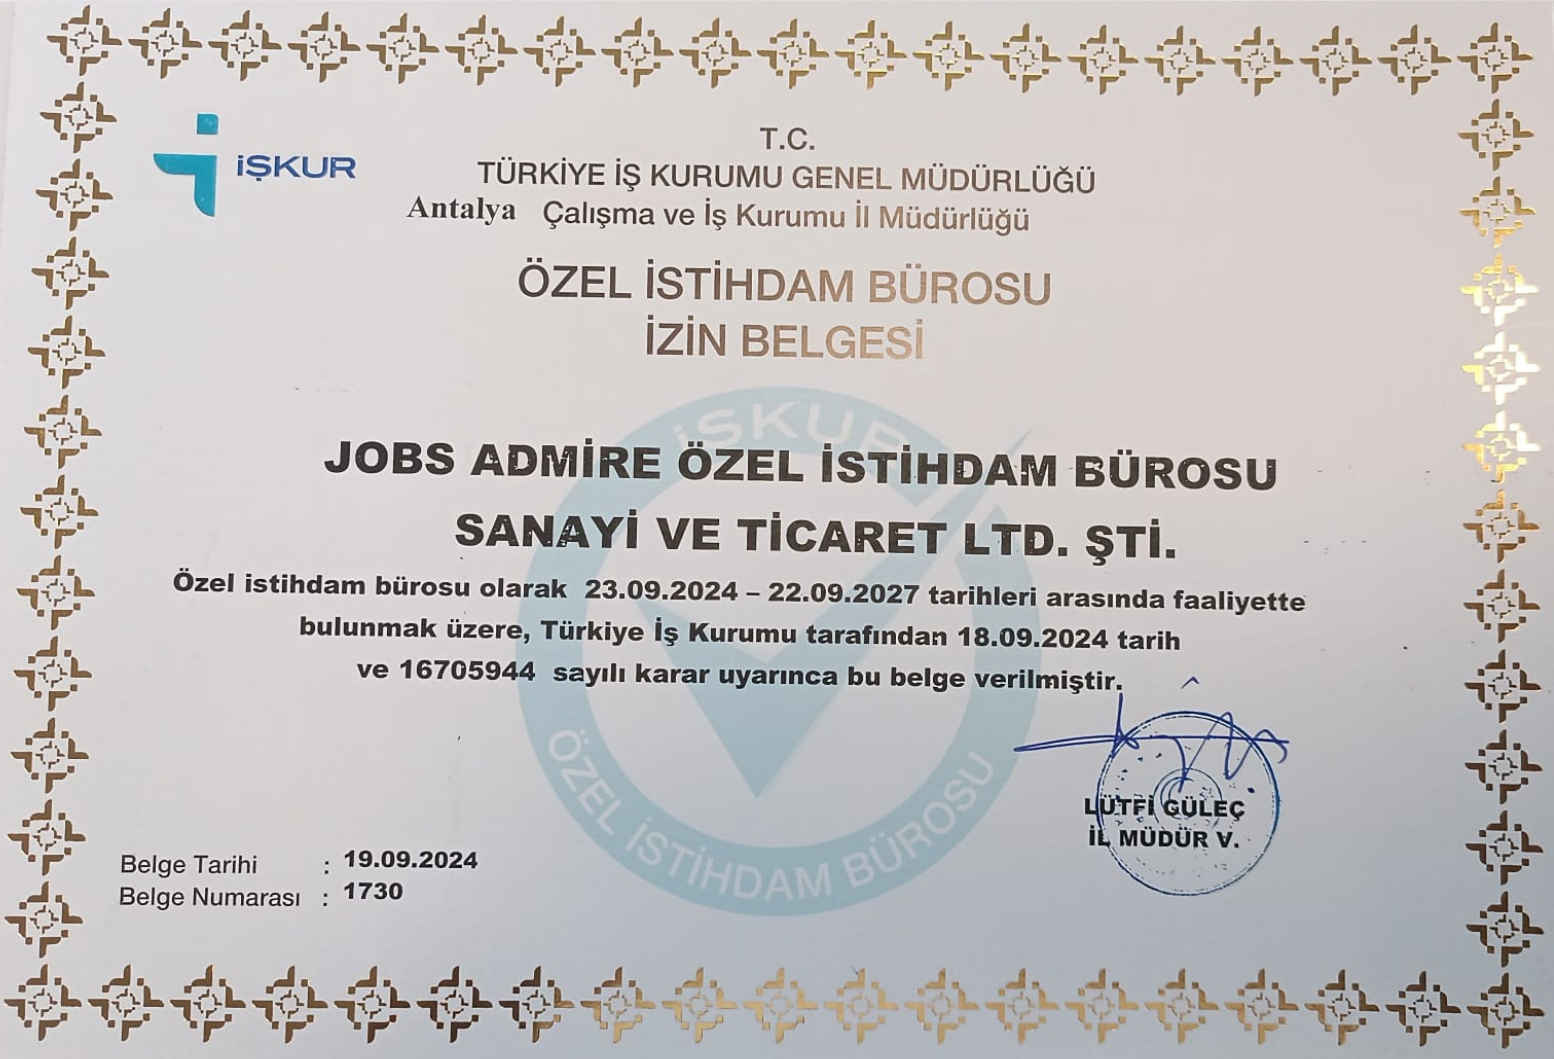 İŞKUR
T.C.
TÜRKİYE İŞ KURUMU GENEL MÜDÜRLÜĞÜ
Antalya Çalışma ve İş Kurumu İl Müdürlüğü
ÖZEL İSTİHDAM BÜROSU
İZİN BELGESİ
İŞKUR
JOBS ADMİRE ÖZEL İSTİHDAM BÜROSU
SANAYİ VE TİCARET LTD. ŞTİ.
Özel istihdam bürosu olarak 23.09.2024 – 22.09.2027 tarihleri arasında faaliyette
bulunmak üzere, Türkiye İş Kurumu tarafından 18.09.2024 tarih
ve 16705944 sayılı karar uyarınca bu belge verilmiştir.
ÖZEL İSTİHDAM BÜROSU
LÜTFİ GÜLEÇ
İL MÜDÜR V.
Belge Tarihi : 19.09.2024
Belge Numarası : 1730